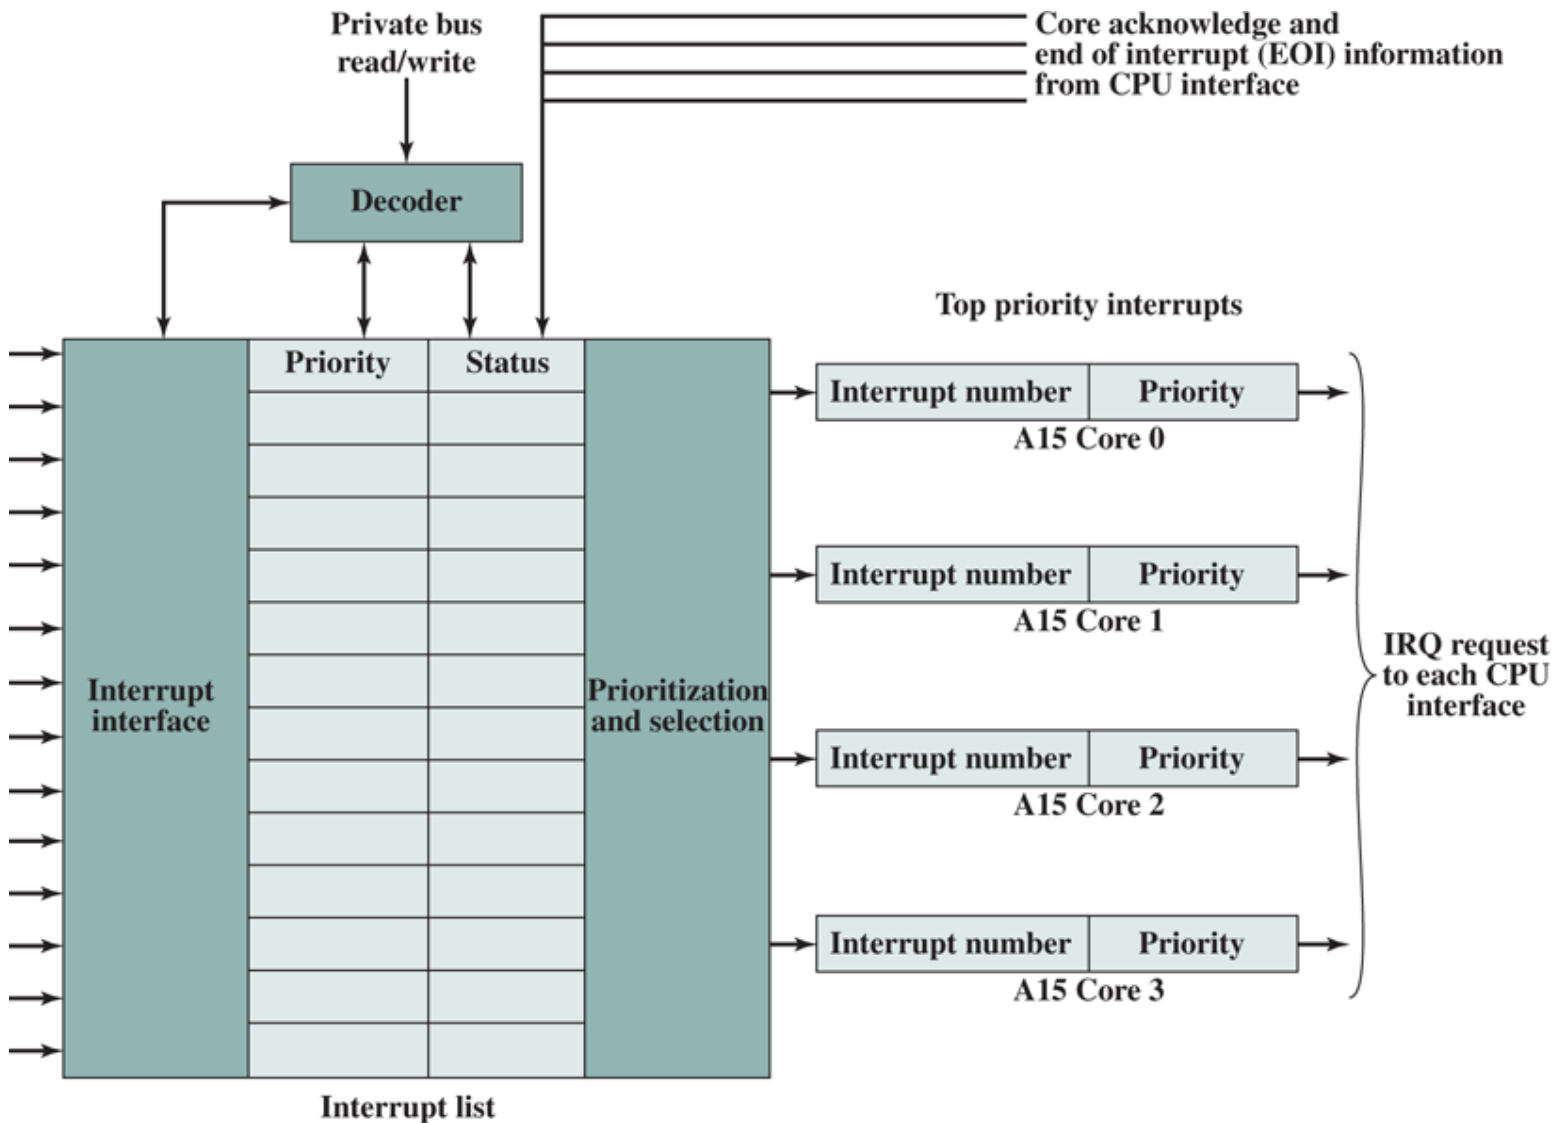 Private bus
read/write
Core acknowledge and
end of interrupt (EOI) information
from CPU interface
Decoder
Top priority interrupts
Priority
Status
Interrupt number
Priority
A15 Core 0
Interrupt number
Priority
A15 Core 1
Interrupt
interface
Prioritization
and selection
IRQ request
to each CPU
interface
Interrupt number
Priority
A15 Core 2
Interrupt number
Priority
A15 Core 3
Interrupt list